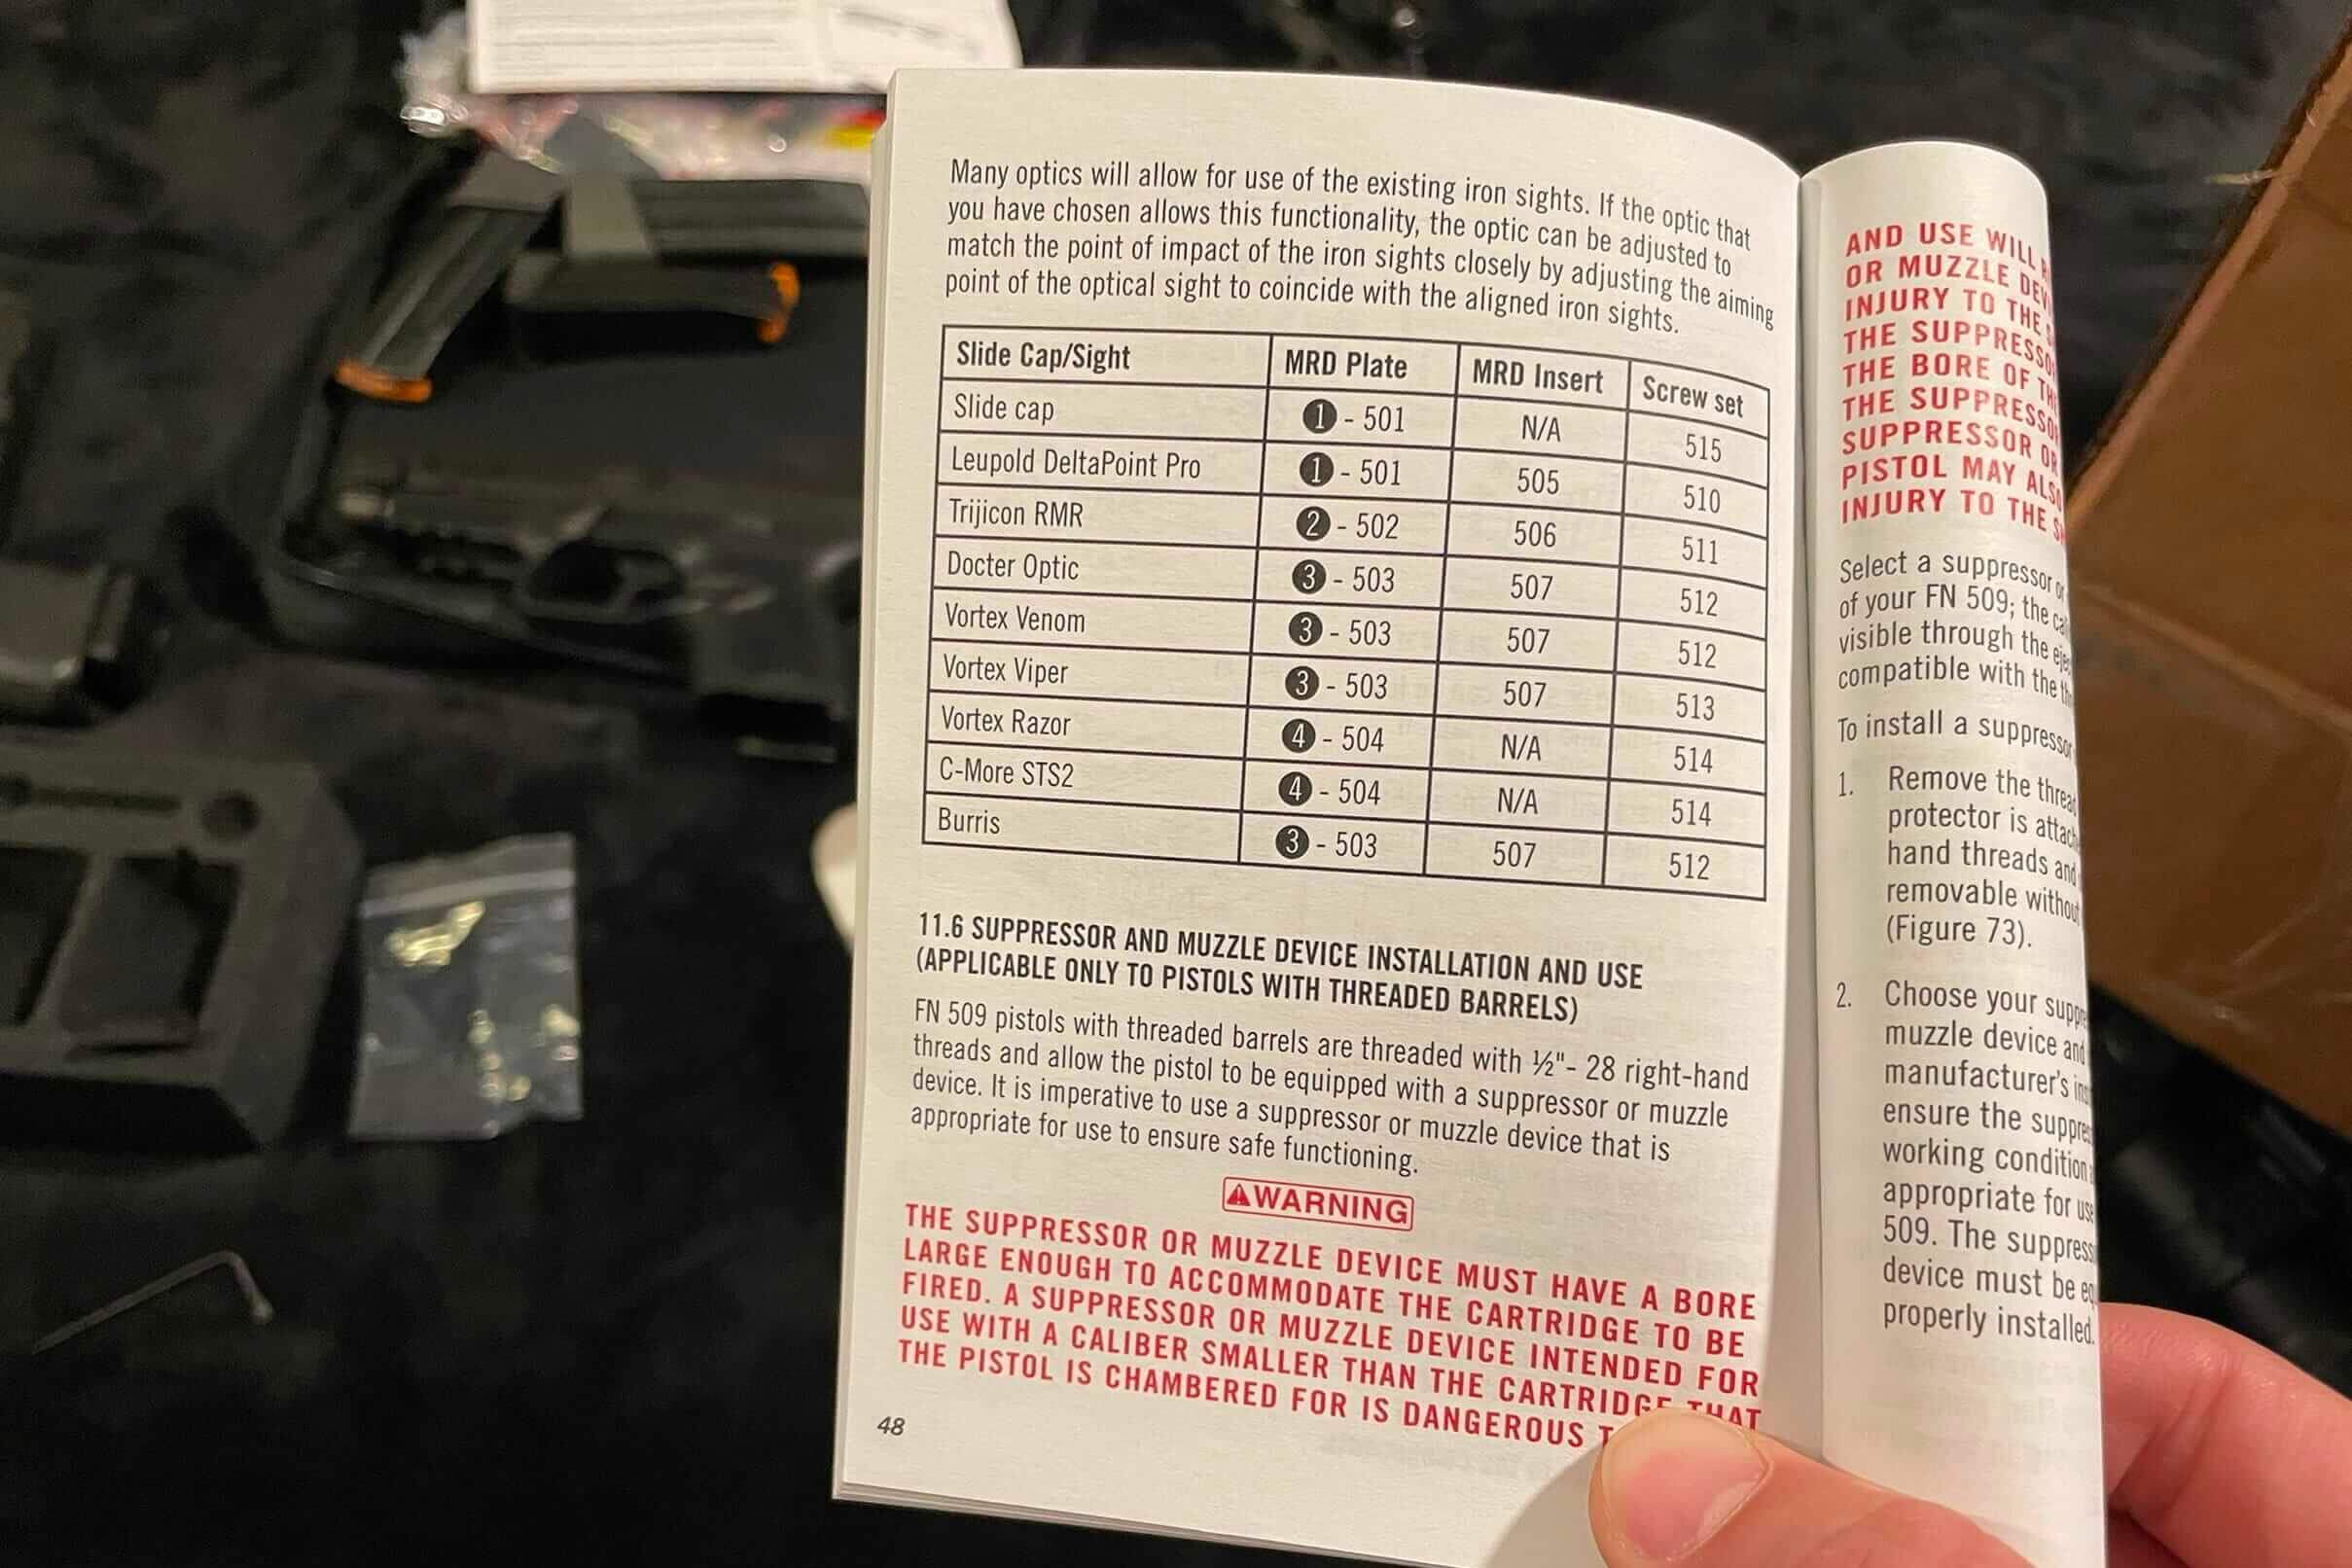 Many optics will allow for use of the existing iron sights. If the optic that
you have chosen allows this functionality, the optic can be adjusted to
match the point of impact of the iron sights closely by adjusting the aiming
point of the optical sight to coincide with the aligned iron sights.
Slide Cap/Sight MRD Plate MRD Insert Screw set
Slide cap 1 - 501 N/A 515
Leupold DeltaPoint Pro 1 - 501 505 510
Trijicon RMR 2 - 502 506 511
Docter Optic 3 - 503 507 512
Vortex Venom 3 - 503 507 512
Vortex Viper 3 - 503 507 513
Vortex Razor 4 - 504 N/A 514
C-More STS2 4 - 504 N/A 514
Burris 3 - 503 507 512
11.6 SUPPRESSOR AND MUZZLE DEVICE INSTALLATION AND USE
(APPLICABLE ONLY TO PISTOLS WITH THREADED BARRELS)
FN 509 pistols with threaded barrels are threaded with ½"- 28 right-hand
threads and allow the pistol to be equipped with a suppressor or muzzle
device. It is imperative to use a suppressor or muzzle device that is
appropriate for use to ensure safe functioning.
WARNING
THE SUPPRESSOR OR MUZZLE DEVICE MUST HAVE A BORE
LARGE ENOUGH TO ACCOMMODATE THE CARTRIDGE TO BE
FIRED. A SUPPRESSOR OR MUZZLE DEVICE INTENDED FOR
USE WITH A CALIBER SMALLER THAN THE CARTRIDGE THAT
THE PISTOL IS CHAMBERED FOR IS DANGEROUS
48
AND USE WILL
OR MUZZLE
INJURY TO THE
THE SUPPRESSO
THE BORE OF
THE SUPPRESSO
SUPPRESSOR OR
PISTOL MAY ALSO
INJURY TO THE
Select a suppressor or
of your FN 509; the
visible through the
compatible with the
To install a suppressor
1. Remove the
protector is
hand threads and
removable without
(Figure 73).
2. Choose your
muzzle device and
manufacturer's
ensure the
working condition
appropriate for use
509. The
device must be
properly installed.